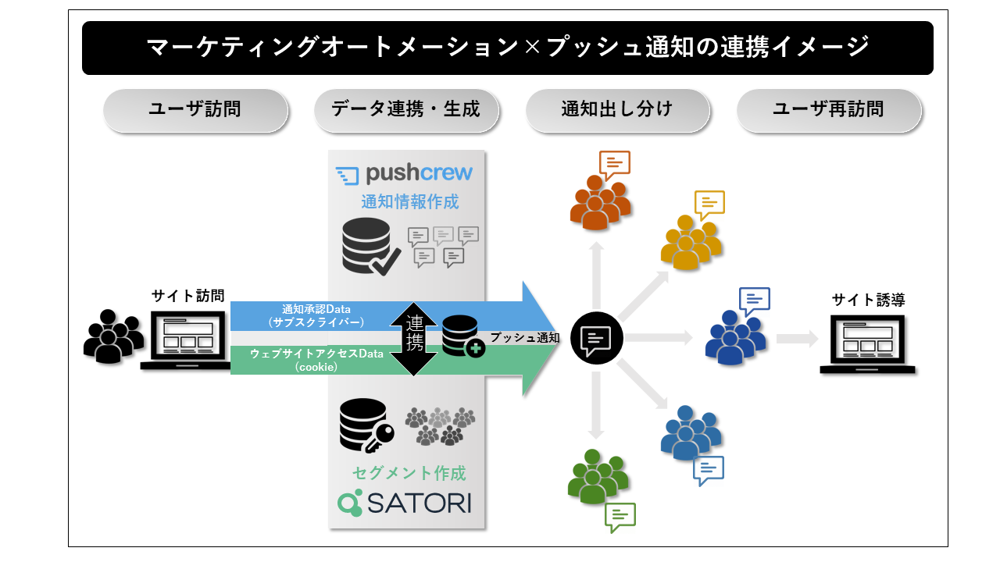 マーケティングオートメーション×プッシュ通知の連携イメージ
ユーザ訪問
データ連携・生成
通知出し分け
ユーザ再訪問
pushcrew
通知情報作成
サイト訪問
通知承認Data
（サブスクライバー）
連携
プッシュ通知
ウェブサイトアクセスData
（cookie）
サイト誘導
セグメント作成
SATORI